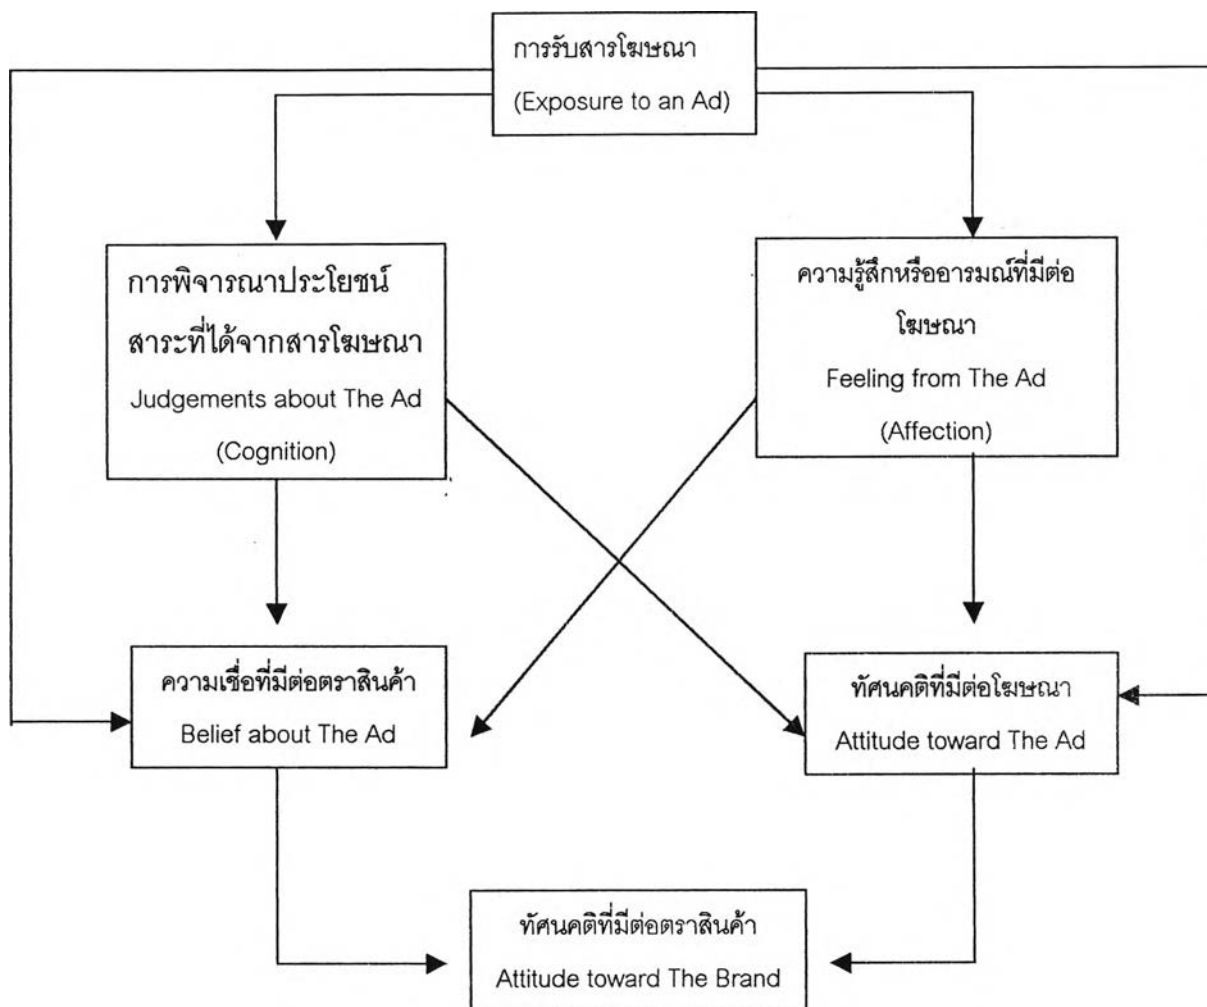 การรับสารโฆษณา
(Exposure to an Ad)
การพิจารณาประโยชน์
สาระที่ได้จากสารโฆษณา
Judgements about The Ad
(Cognition)
ความรู้สึกหรืออารมณ์ที่มีต่อ
โฆษณา
Feeling from The Ad
(Affection)
ความเชื่อที่มีต่อตราสินค้า
Belief about The Ad
ทัศนคติที่มีต่อโฆษณา
Attitude toward The Ad
ทัศนคติที่มีต่อตราสินค้า
Attitude toward The Brand